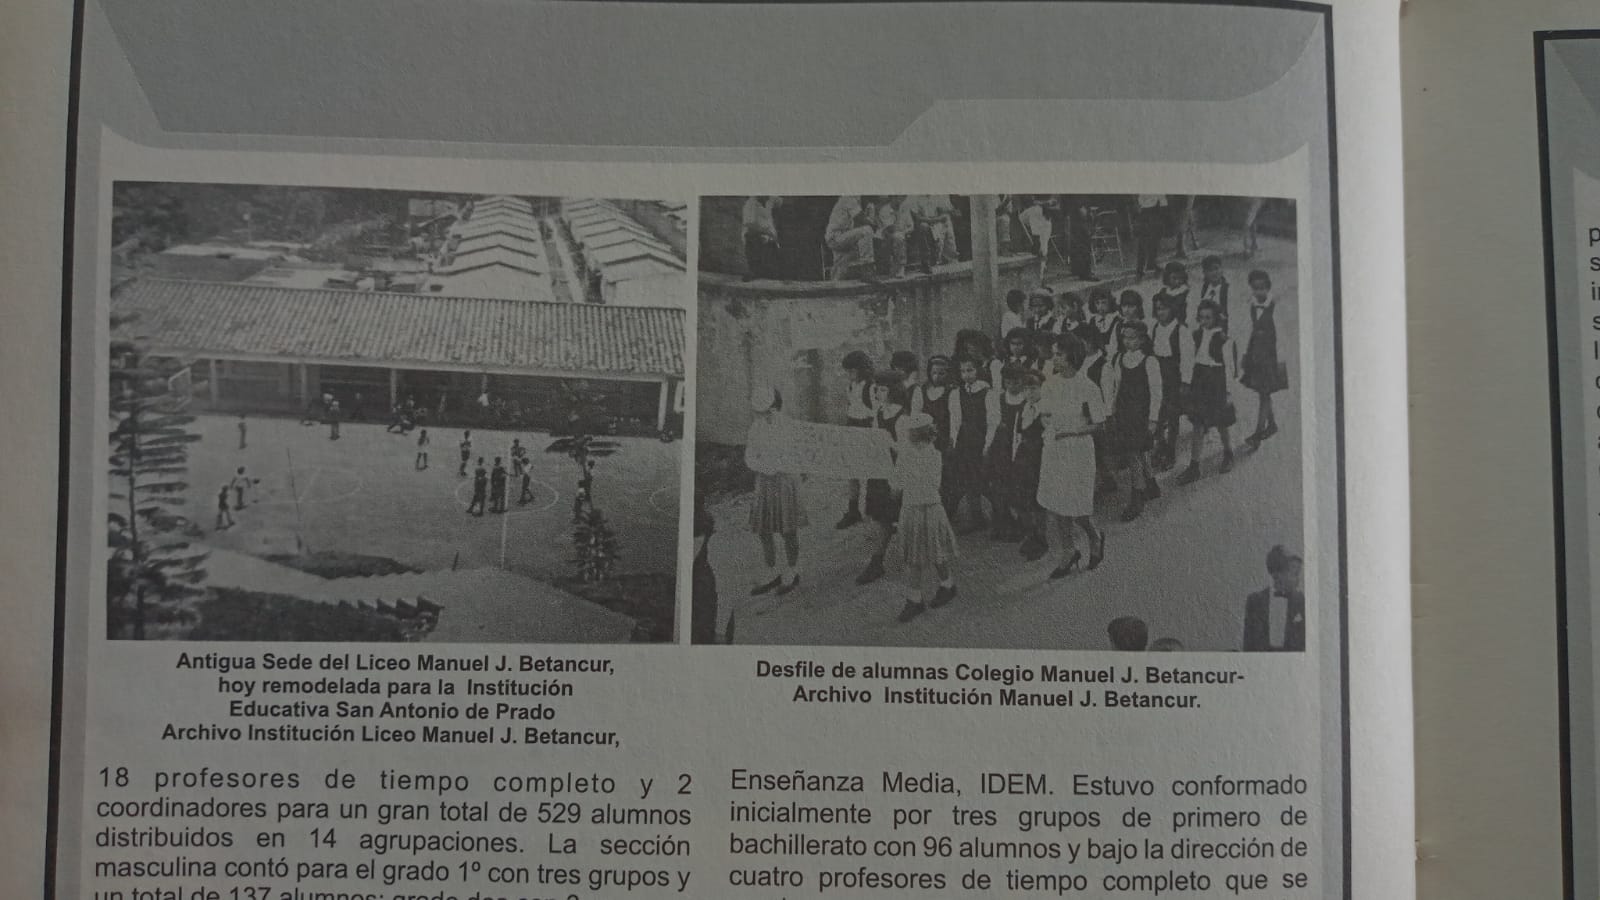 Antigua Sede del Liceo Manuel J. Betancur,
hoy remodelada para la Institución
Educativa San Antonio de Prado
Archivo Institución Liceo Manuel J. Betancur,
Desfile de alumnas Colegio Manuel J. Betancur-
Archivo Institución Manuel J. Betancur.
18 profesores de tiempo completo y 2
coordinadores para un gran total de 529 alumnos
distribuidos en 14 agrupaciones. La sección
masculina contó para el grado 1º con tres grupos y
un total de 137 alumnos; grado dos con
Enseñanza Media, IDEM. Estuvo conformado
inicialmente por tres grupos de primero de
bachillerato con 96 alumnos y bajo la dirección de
cuatro profesores de tiempo completo que se